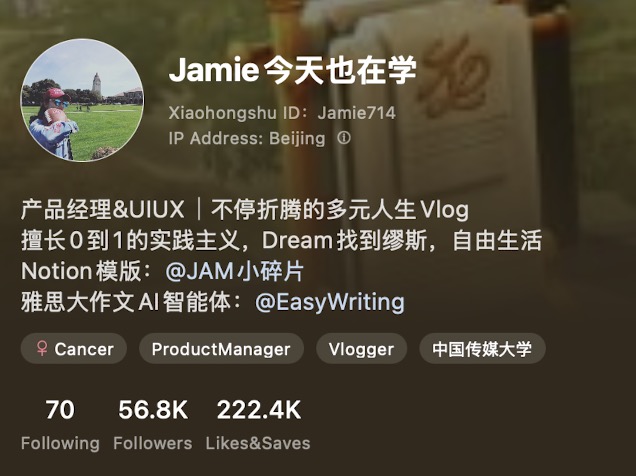 Jamie今天也在学
Xiaohongshu ID：Jamie714
IP Address: Beijing
产品经理&UIUX｜不停折腾的多元人生Vlog
擅长0到1的实践主义，Dream找到缪斯，自由生活
Notion模版：@JAM小碎片
雅思大作文AI智能体：@EasyWriting
♀ Cancer ProductManager Vlogger 中国传媒大学
70 56.8K 222.4K
Following Followers Likes&Saves